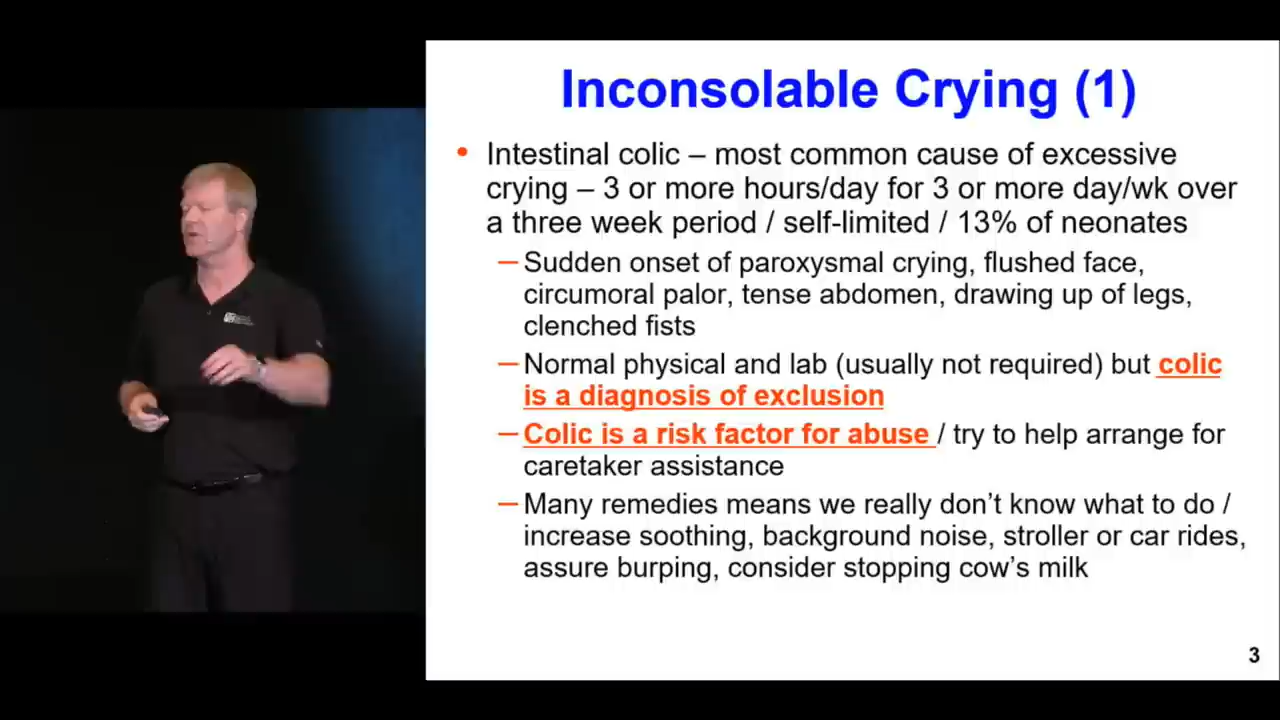 Inconsolable Crying (1)
• Intestinal colic – most common cause of excessive
crying – 3 or more hours/day for 3 or more day/wk over
a three week period / self-limited / 13% of neonates
– Sudden onset of paroxysmal crying, flushed face,
circumoral palor, tense abdomen, drawing up of legs,
clenched fists
– Normal physical and lab (usually not required) but colic
is a diagnosis of exclusion
– Colic is a risk factor for abuse / try to help arrange for
caretaker assistance
– Many remedies means we really don’t know what to do /
increase soothing, background noise, stroller or car rides,
assure burping, consider stopping cow’s milk
3